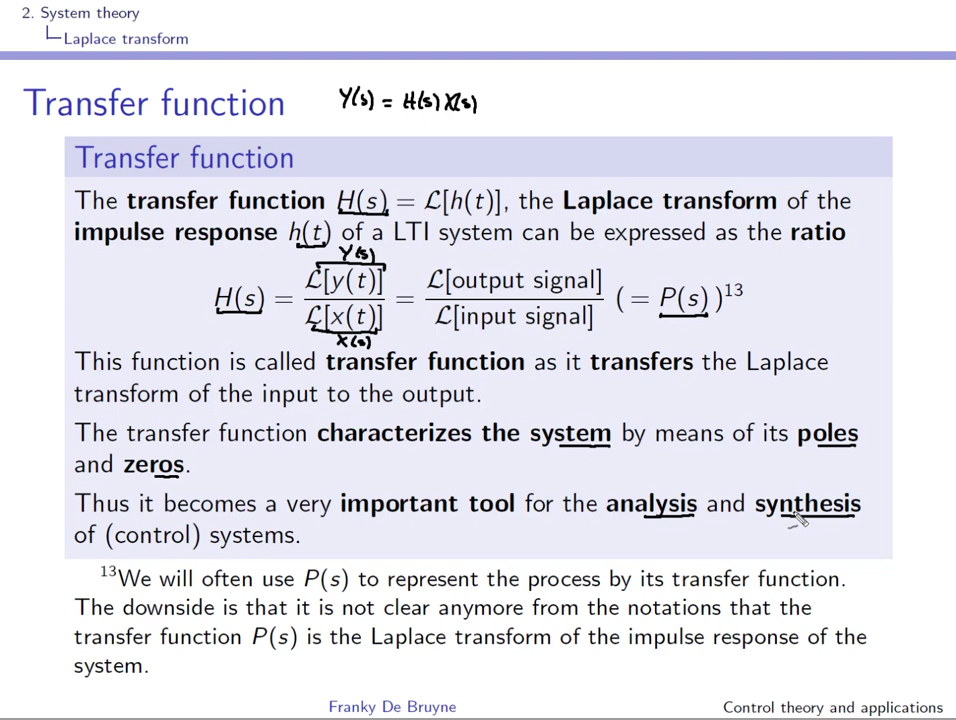 2. System theory
Laplace transform
Transfer function
Y(s) = H(s) X(s)
Transfer function
The transfer function H(s) = ℒ[h(t)], the Laplace transform of the
impulse response h(t) of a LTI system can be expressed as the ratio
Y(s)
H(s) = ℒ[y(t)] / ℒ[x(t)] = ℒ[output signal] / ℒ[input signal] ( = P(s) )¹³
X(s)
This function is called transfer function as it transfers the Laplace
transform of the input to the output.
The transfer function characterizes the system by means of its poles
and zeros.
Thus it becomes a very important tool for the analysis and synthesis
of (control) systems.
¹³We will often use P(s) to represent the process by its transfer function.
The downside is that it is not clear anymore from the notations that the
transfer function P(s) is the Laplace transform of the impulse response of the
system.
Franky De Bruyne
Control theory and applications